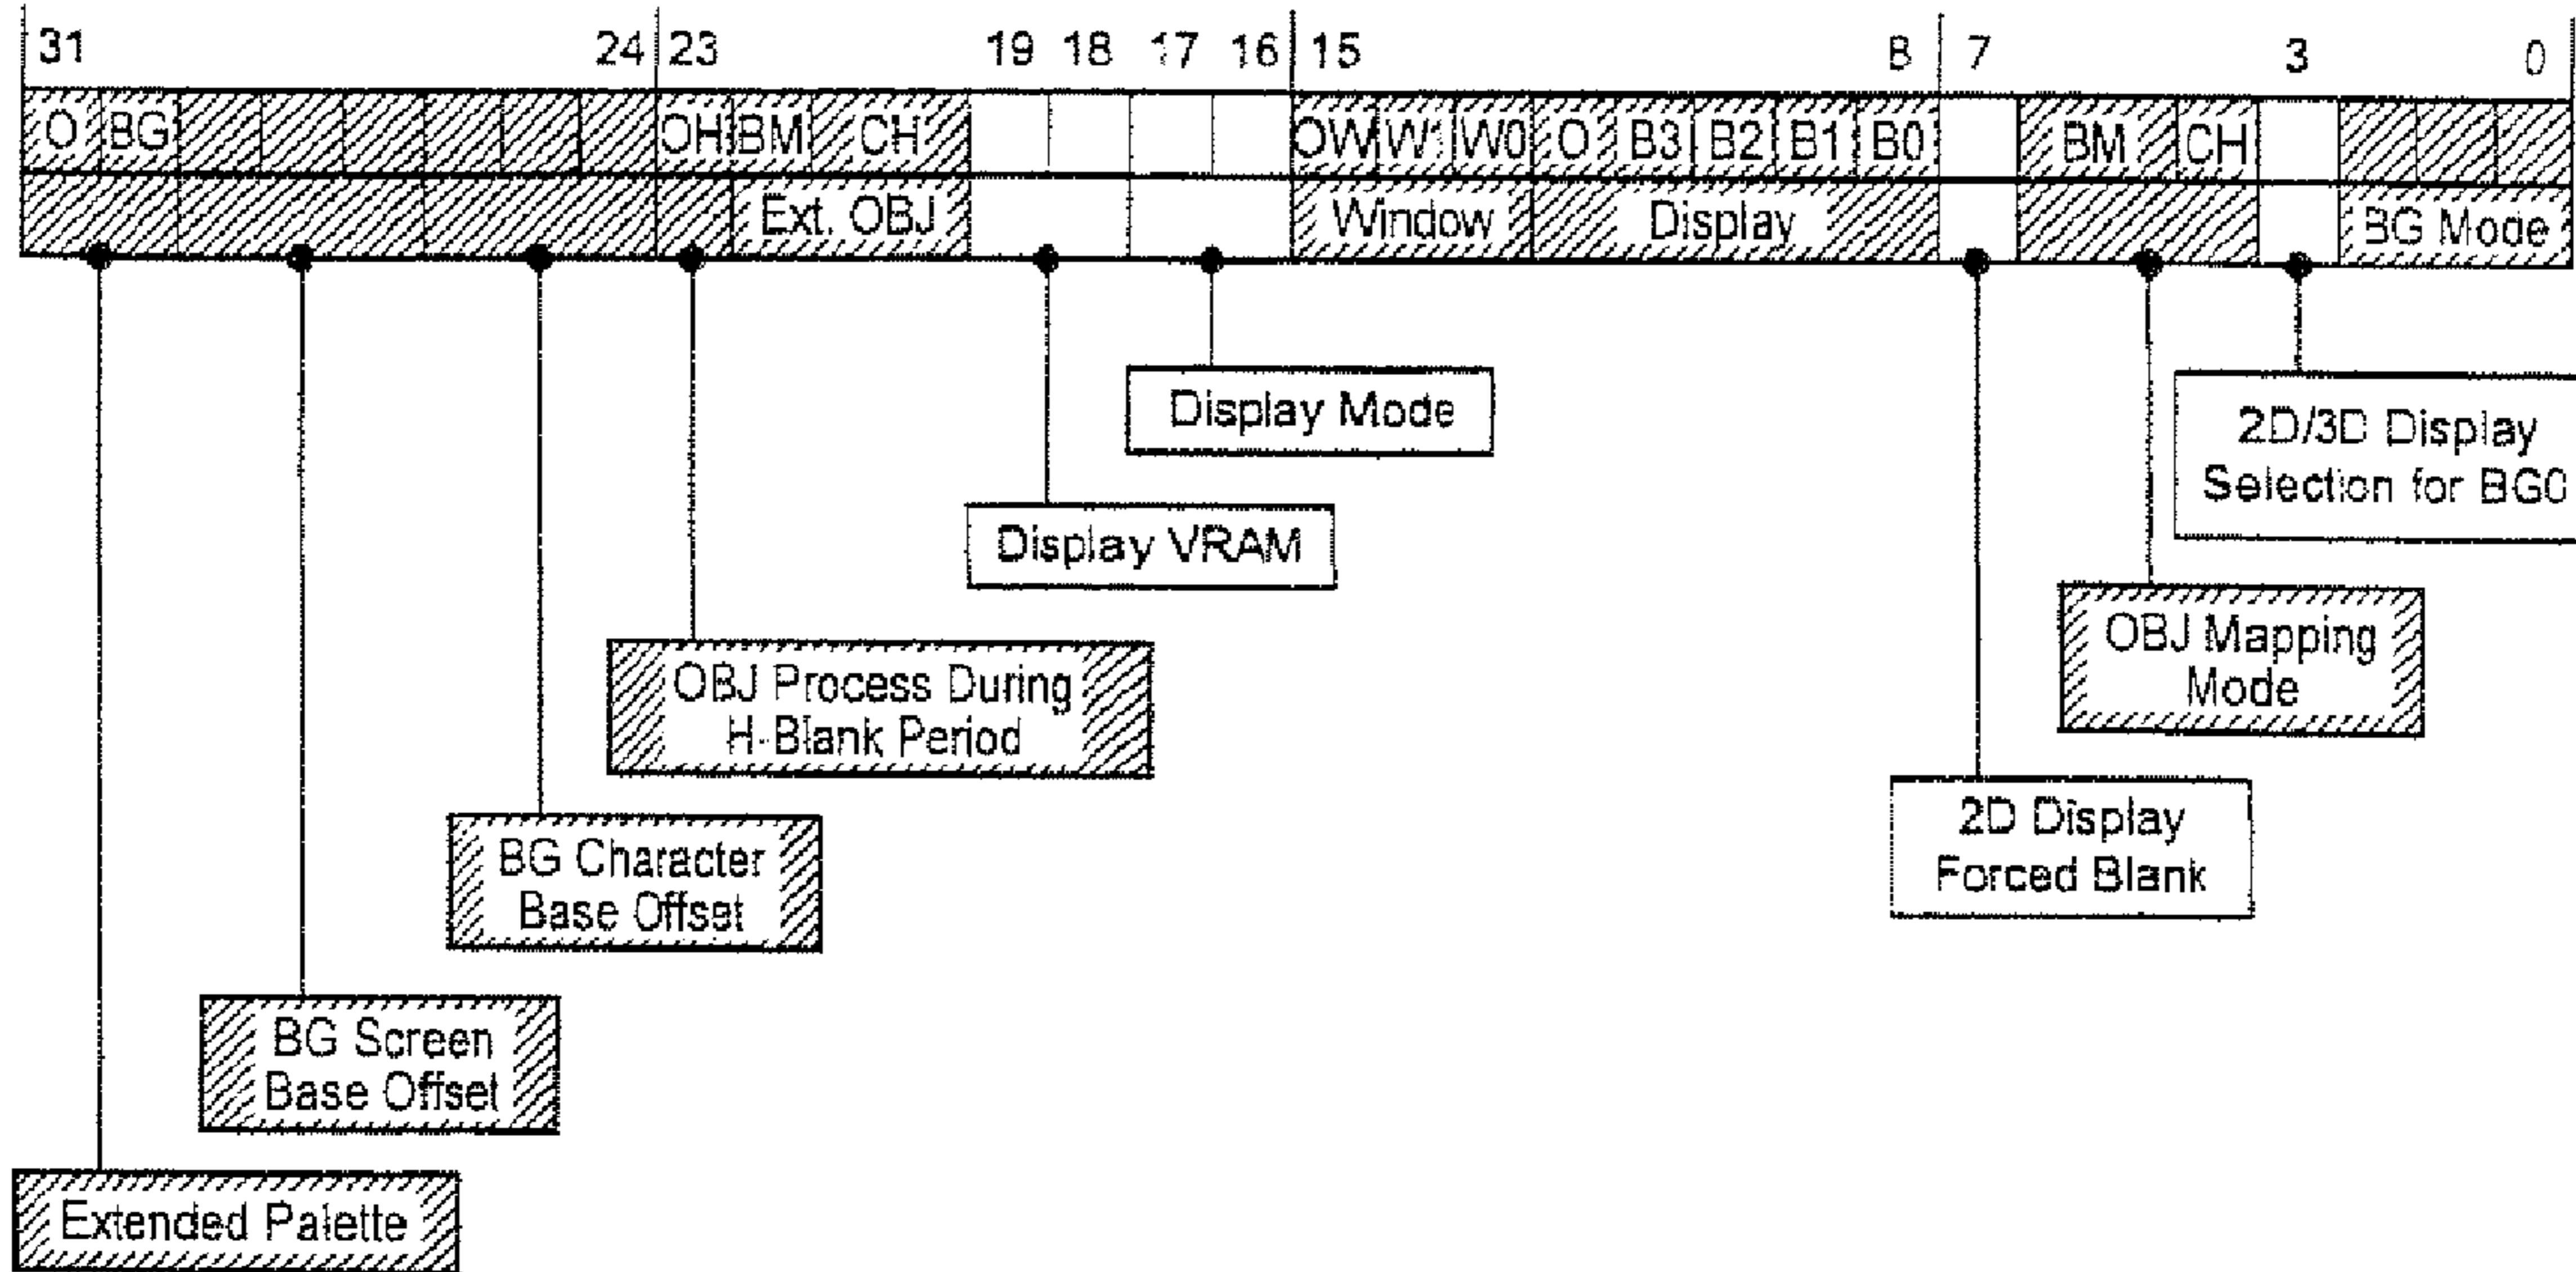 31 24 23 19 18 17 16 15 8 7 3 0
O BG OH BM CH OW W1 W0 O B3 B2 B1 B0 BM CH
Ext. OBJ Window Display BG Mode
Display Mode
2D/3D Display
Selection for BG0
Display VRAM
OBJ Mapping
Mode
OBJ Process During
H-Blank Period
2D Display
Forced Blank
BG Character
Base Offset
BG Screen
Base Offset
Extended Palette